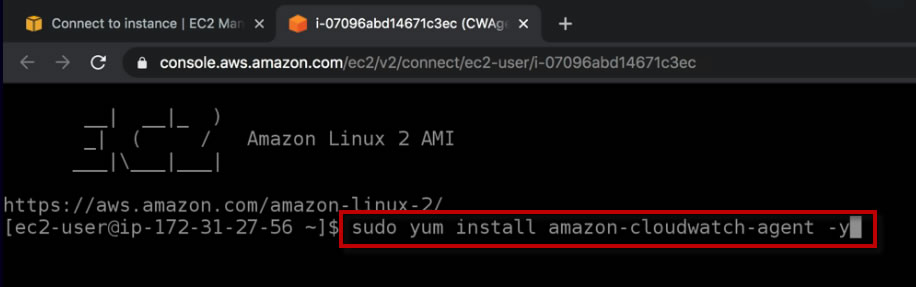 Connect to instance | EC2 Man
i-07096abd14671c3ec (CWAge
console.aws.amazon.com/ec2/v2/connect/ec2-user/i-07096abd14671c3ec
__|  __|_  )
_|  (     /   Amazon Linux 2 AMI
___|\___|___|
https://aws.amazon.com/amazon-linux-2/
[ec2-user@ip-172-31-27-56 ~]$ sudo yum install amazon-cloudwatch-agent -y